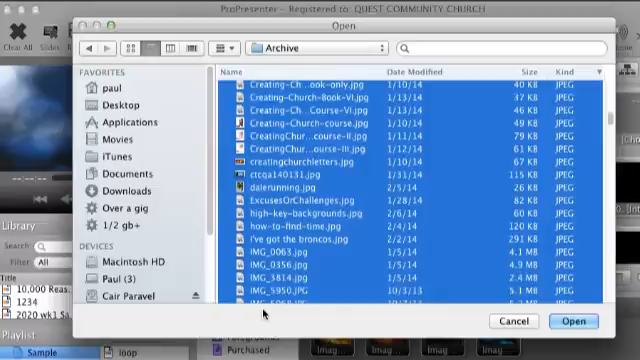 ProPresenter - Registered to: QUEST COMMUNITY CHURCH
Open
Clear All
Slides
Archive
FAVORITES
paul
Desktop
Applications
Movies
iTunes
Documents
Downloads
Over a gig
1/2 gb+
DEVICES
Macintosh HD
Paul (3)
Cair Paravel
Name Date Modified Size Kind
Creating-Ch...ook-only.jpg 1/10/14 40 KB JPEG
Creating-Church-Book-VI.jpg 1/13/14 37 KB JPEG
Creating-Church-Course-VI.jpg 1/13/14 46 KB JPEG
Creating-Church-course.jpg 1/10/14 49 KB JPEG
CreatingChur...course-II.jpg 1/11/14 79 KB JPEG
CreatingChur...ourse-III.jpg 1/12/14 61 KB JPEG
creatingchurchletters.jpg 1/10/14 67 KB JPEG
ctcqa140131.jpg 1/31/14 115 KB JPEG
dalerunning.jpg 2/5/14 26 KB JPEG
ExcusesOrChallenges.jpg 1/28/14 82 KB JPEG
high-key-backgrounds.jpg 2/6/14 60 KB JPEG
how-to-find-time.jpg 2/4/14 120 KB JPEG
i've got the broncos.jpg 2/2/14 291 KB JPEG
IMG_0063.jpg 1/5/14 4.1 MB JPEG
IMG_0356.jpg 1/5/14 4.9 MB JPEG
IMG_3814.jpg 1/5/14 2.4 MB JPEG
IMG_5950.JPG 10/3/13 5.1 MB JPEG
Cancel
Open
Library
Search:
Filter All
Title
10,000 Reas
1234
2020 wk1 Sa
Playlist
Sample
loop
Purchased
Imag
Imag
Imag
Imag